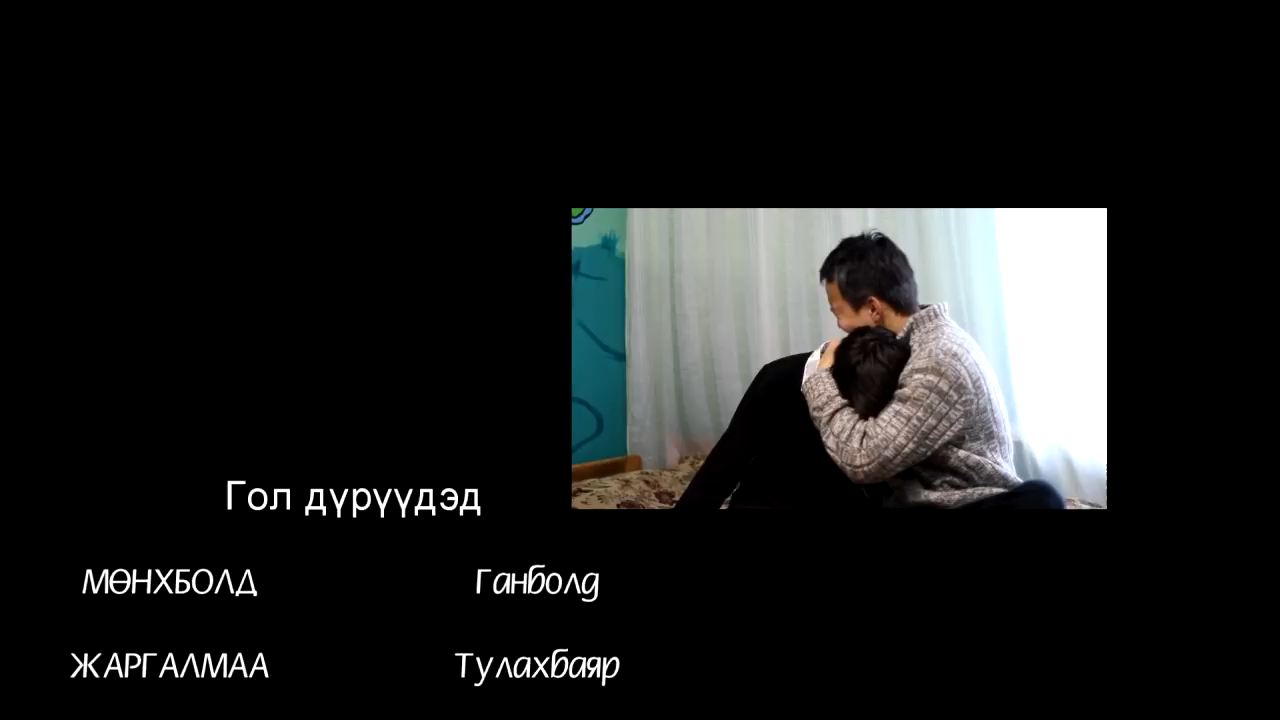 Гол дүрүүдэд
МӨНХБОЛД Ганболд
ЖАРГАЛМАА Тулахбаяр